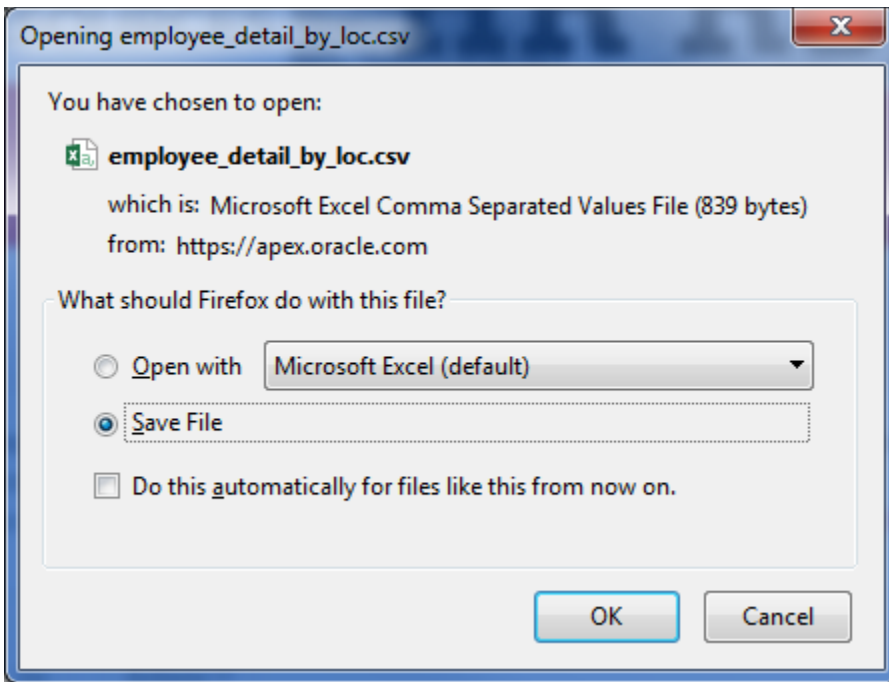 Opening employee_detail_by_loc.csv
You have chosen to open:
employee_detail_by_loc.csv
which is: Microsoft Excel Comma Separated Values File (839 bytes)
from: https://apex.oracle.com
What should Firefox do with this file?
Open with Microsoft Excel (default)
Save File
Do this automatically for files like this from now on.
OK Cancel